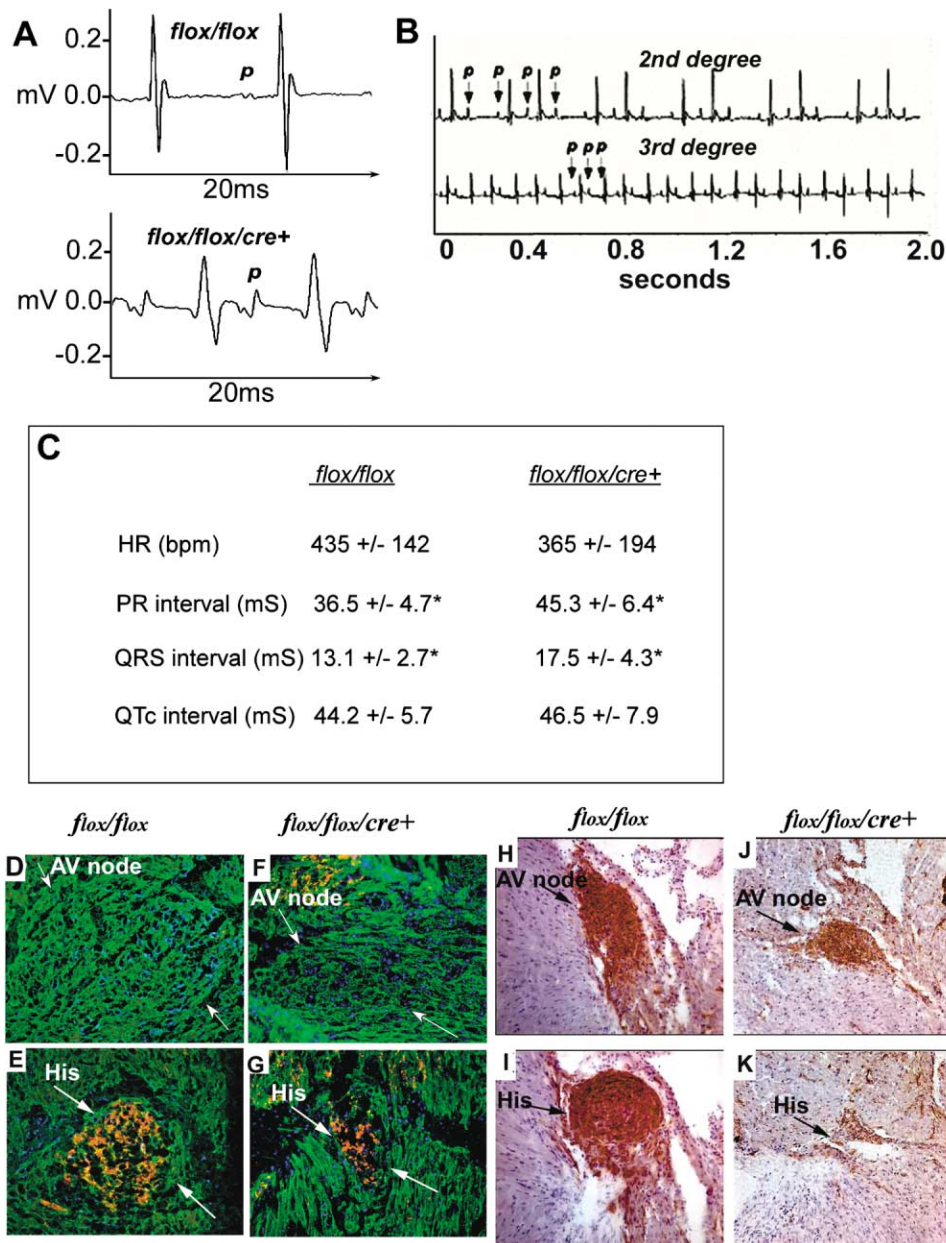 A
flox/flox
0.2
p
mV 0.0
-0.2
20ms
flox/flox/cre+
0.2
p
mV 0.0
-0.2
20ms
B
2nd degree
p p p p
3rd degree
p p p
0 0.4 0.8 1.2 1.6 2.0
seconds
C
flox/flox flox/flox/cre+
HR (bpm) 435 +/- 142 365 +/- 194
PR interval (mS) 36.5 +/- 4.7* 45.3 +/- 6.4*
QRS interval (mS) 13.1 +/- 2.7* 17.5 +/- 4.3*
QTc interval (mS) 44.2 +/- 5.7 46.5 +/- 7.9
flox/flox flox/flox/cre+ flox/flox flox/flox/cre+
D AV node
F AV node
H AV node
J AV node
E His
G His
I His
K His